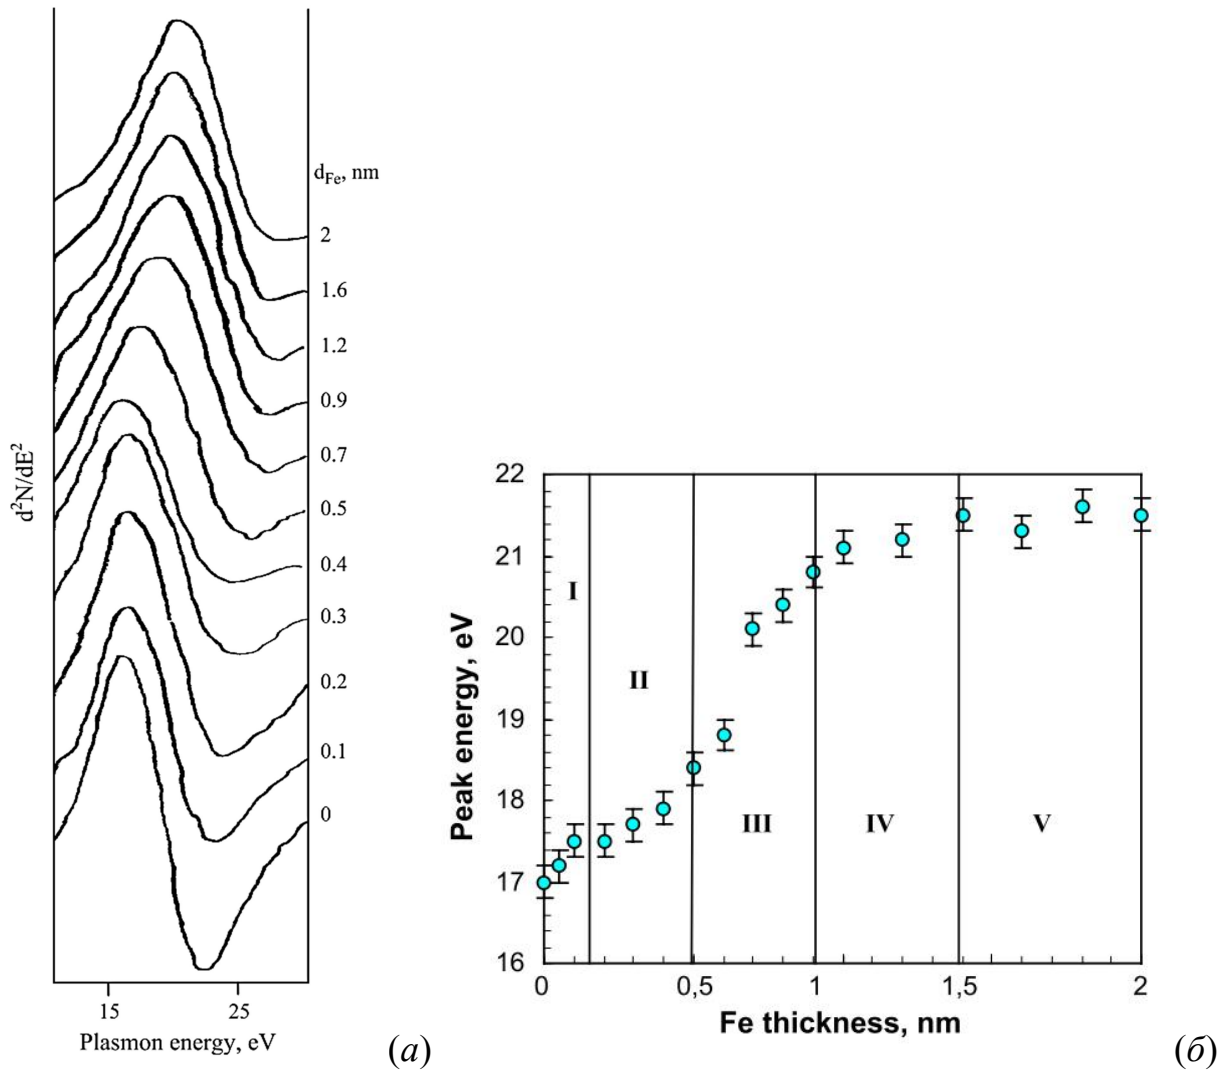 d²N/dE²
d_Fe, nm
2
1.6
1.2
0.9
0.7
0.5
0.4
0.3
0.2
0.1
0
15 25
Plasmon energy, eV
(а)
Peak energy, eV
22
21
20
19
18
17
16
I
II
III IV V
0 0,5 1 1,5 2
Fe thickness, nm
(б)